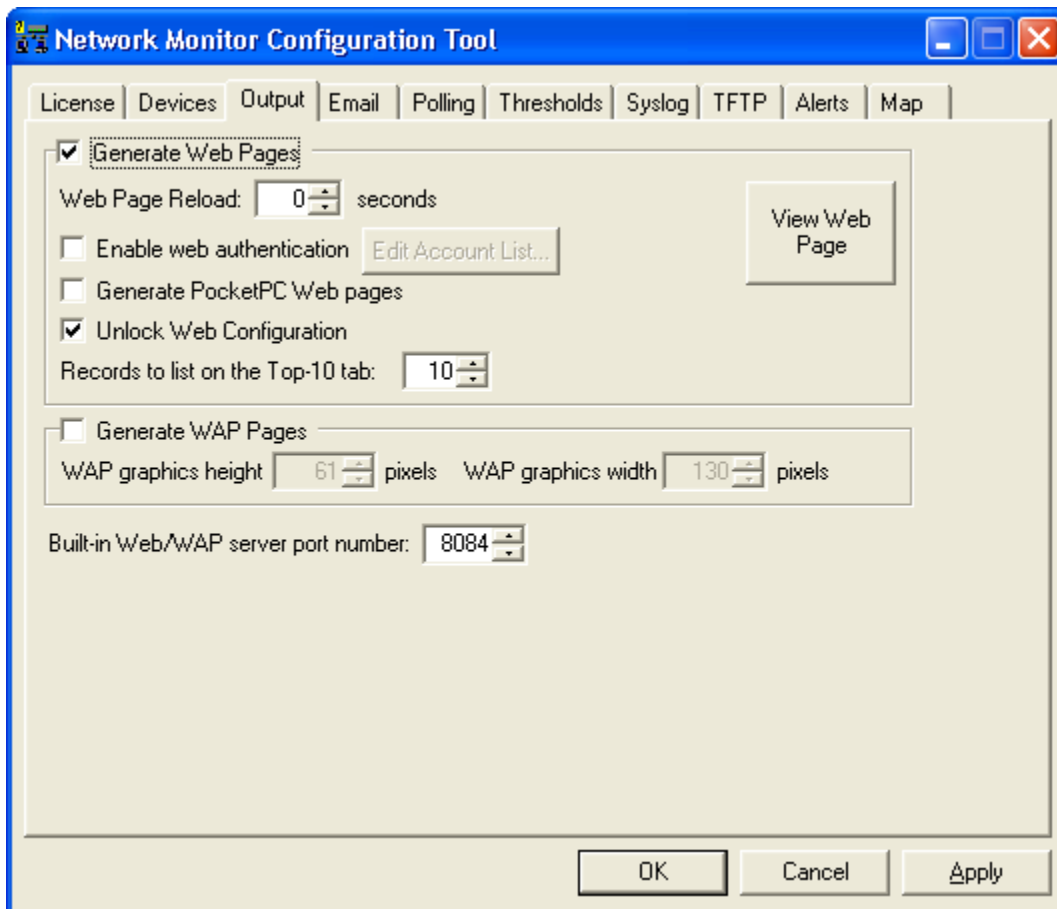 Network Monitor Configuration Tool
License Devices Output Email Polling Thresholds Syslog TFTP Alerts Map
Generate Web Pages
Web Page Reload: 0 seconds
View Web
Page
Enable web authentication Edit Account List...
Generate PocketPC Web pages
Unlock Web Configuration
Records to list on the Top-10 tab: 10
Generate WAP Pages
WAP graphics height 61 pixels WAP graphics width 130 pixels
Built-in Web/WAP server port number: 8084
OK Cancel Apply